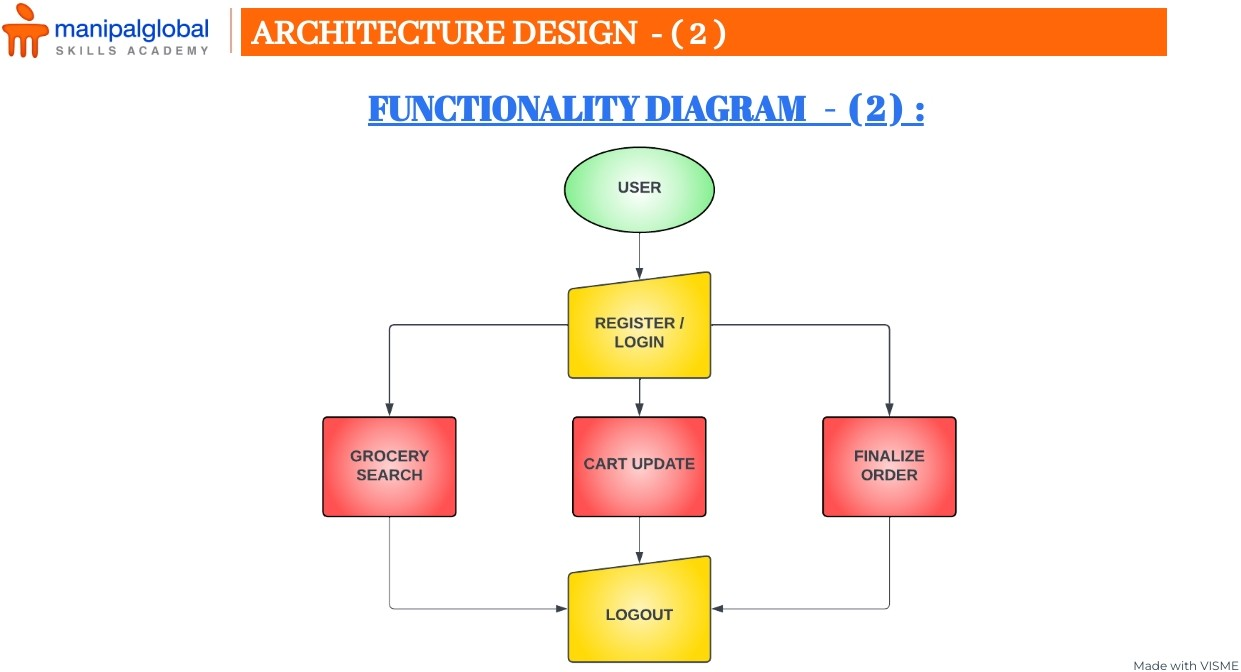 manipalglobal
SKILLS ACADEMY
ARCHITECTURE DESIGN - ( 2 )
FUNCTIONALITY DIAGRAM - (2) :
USER
REGISTER /
LOGIN
GROCERY
SEARCH
CART UPDATE
FINALIZE
ORDER
LOGOUT
Made with VISME